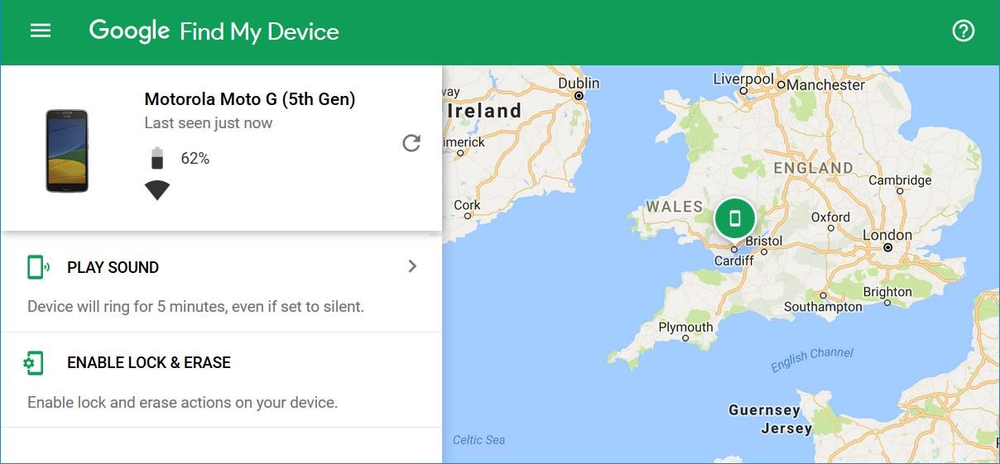 Google Find My Device
Motorola Moto G (5th Gen)
Last seen just now
62%
PLAY SOUND
Device will ring for 5 minutes, even if set to silent.
ENABLE LOCK & ERASE
Enable lock and erase actions on your device.
way
Dublin
Ireland
imerick
Cork
Liverpool
Manchester
ENGLAND
Cambridge
WALES
Oxford
Bristol
London
Cardiff
Brighton
Southampton
Plymouth
English Channel
Guernsey
Jersey
Celtic Sea